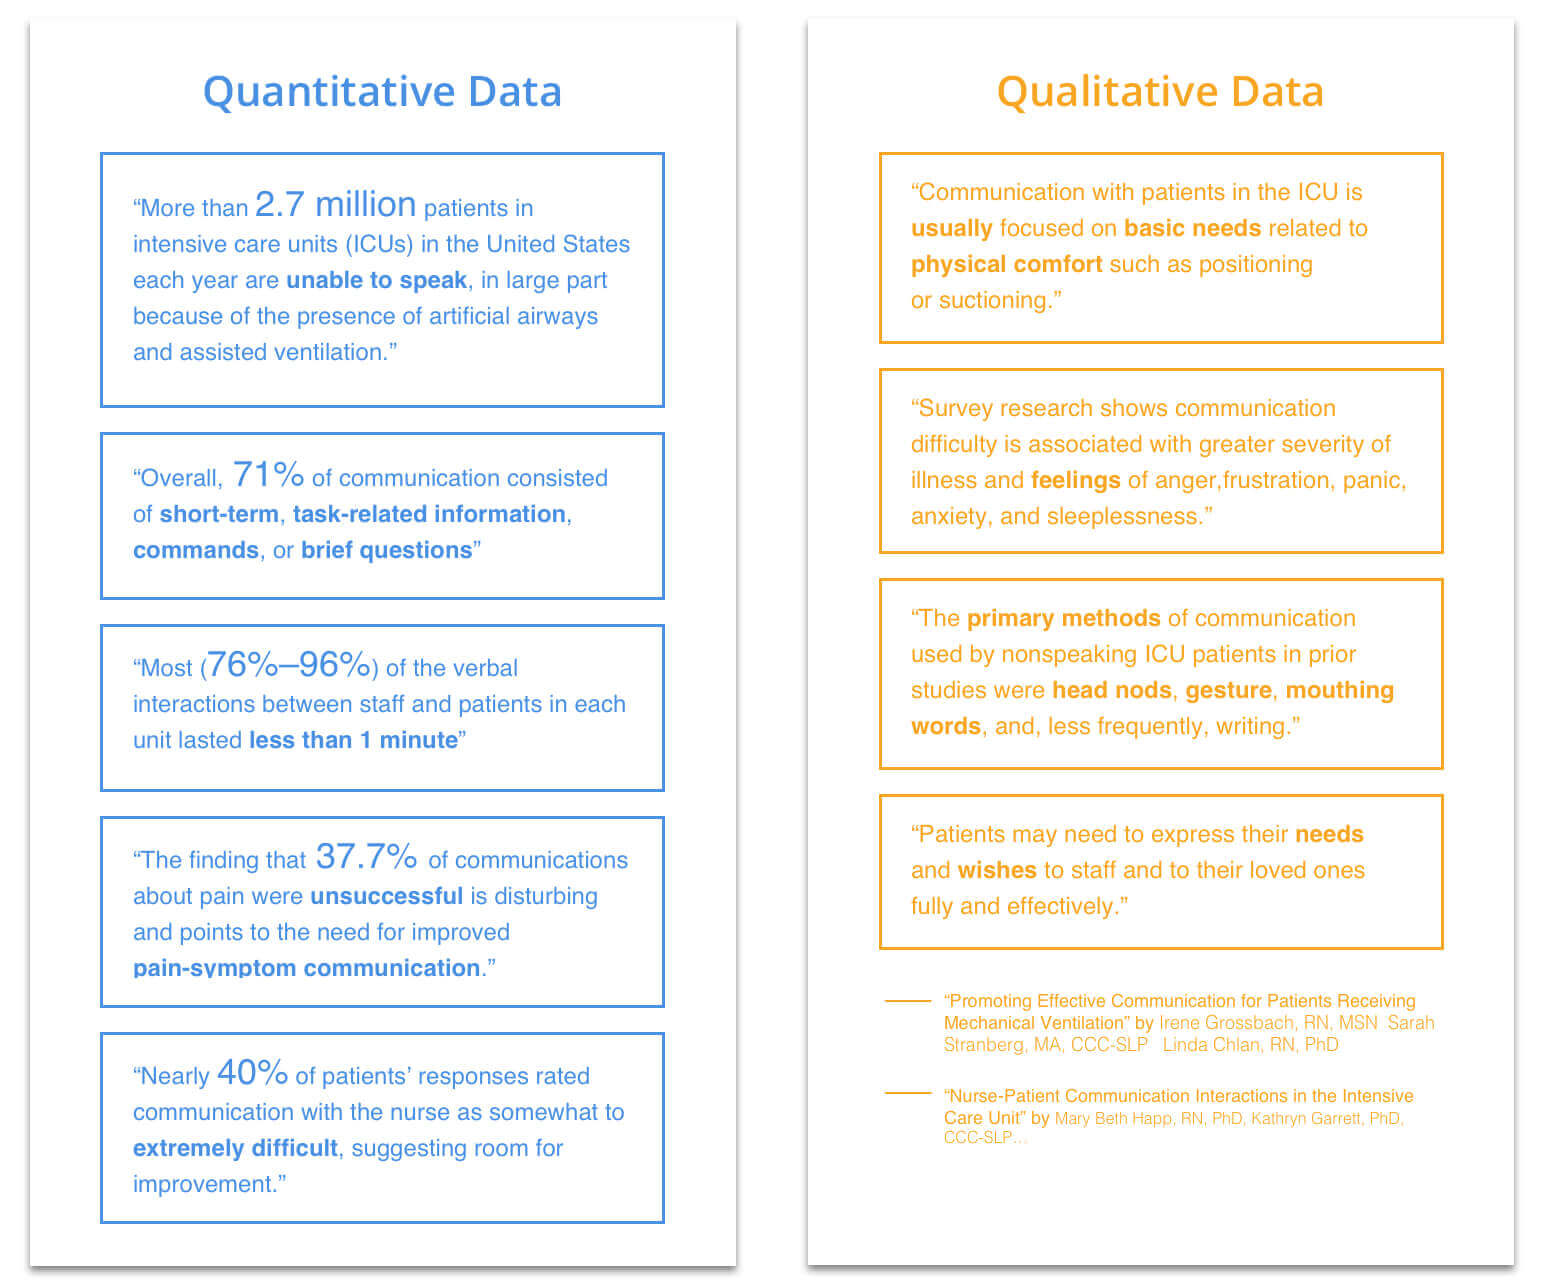 Quantitative Data
“More than 2.7 million patients in
intensive care units (ICUs) in the United States
each year are unable to speak, in large part
because of the presence of artificial airways
and assisted ventilation.”
“Overall, 71% of communication consisted
of short-term, task-related information,
commands, or brief questions”
“Most (76%–96%) of the verbal
interactions between staff and patients in each
unit lasted less than 1 minute”
“The finding that 37.7% of communications
about pain were unsuccessful is disturbing
and points to the need for improved
pain-symptom communication.”
“Nearly 40% of patients’ responses rated
communication with the nurse as somewhat to
extremely difficult, suggesting room for
improvement.”
Qualitative Data
“Communication with patients in the ICU is
usually focused on basic needs related to
physical comfort such as positioning
or suctioning.”
“Survey research shows communication
difficulty is associated with greater severity of
illness and feelings of anger,frustration, panic,
anxiety, and sleeplessness.”
“The primary methods of communication
used by nonspeaking ICU patients in prior
studies were head nods, gesture, mouthing
words, and, less frequently, writing.”
“Patients may need to express their needs
and wishes to staff and to their loved ones
fully and effectively.”
“Promoting Effective Communication for Patients Receiving
Mechanical Ventilation” by Irene Grossbach, RN, MSN Sarah
Stranberg, MA, CCC-SLP Linda Chlan, RN, PhD
“Nurse-Patient Communication Interactions in the Intensive
Care Unit” by Mary Beth Happ, RN, PhD, Kathryn Garrett, PhD,
CCC-SLP...